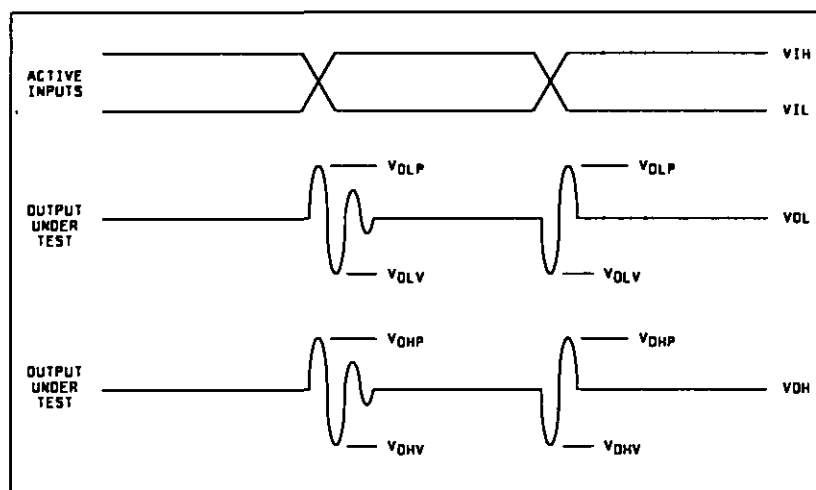 ACTIVE
INPUTS
VIH
VIL
VOLP
VOLP
OUTPUT
UNDER
TEST
VOL
VOLV
VOLV
VOHP
VOHP
OUTPUT
UNDER
TEST
VOH
VOHV
VOHV